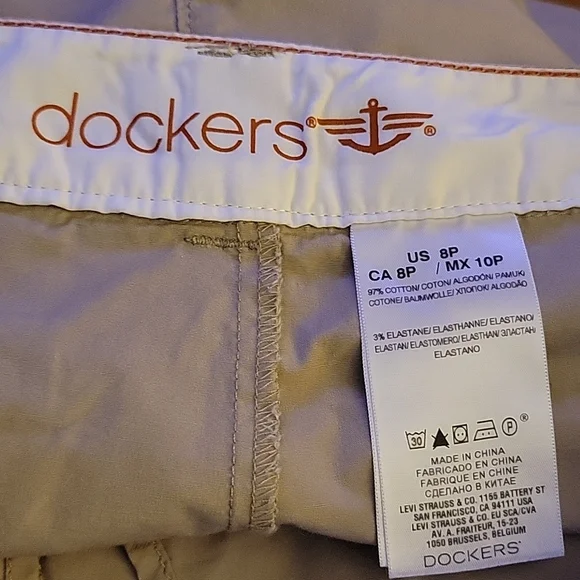 dockers® ®
US 8P
CA 8P / MX 10P
97% COTTON/ COTON/ ALGODÓN/ PAMUK/
COTONE/ BAUMWOLLE/ ХЛОПОК/ ALGODÃO
3% ELASTANE/ ELASTHANNE/ ELASTANO/
ELASTAN/ ELASTOMERO/ ELASTHAN/ ЭЛАСТАН/
ELASTANO
30 P ®
MADE IN CHINA
FABRICADO EN CHINA
FABRIQUE EN CHINE
СДЕЛАНО В КИТАЕ
LEVI STRAUSS & CO. 1155 BATTERY ST
SAN FRANCISCO, CA 94111 USA
LEVI STRAUSS & CO. EU SCA/CVA
AV. A. FRAITEUR, 15-23
1050 BRUSSELS, BELGIUM
DOCKERS®